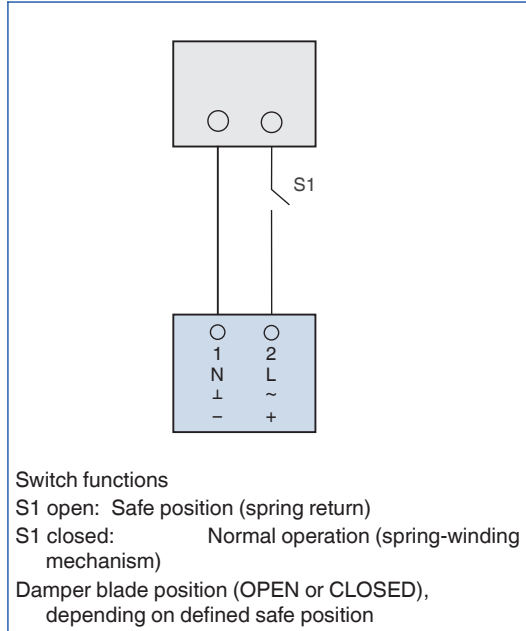 S1
1 2
N L
⊥ ~
– +
Switch functions
S1 open: Safe position (spring return)
S1 closed: Normal operation (spring-winding
mechanism)
Damper blade position (OPEN or CLOSED),
depending on defined safe position